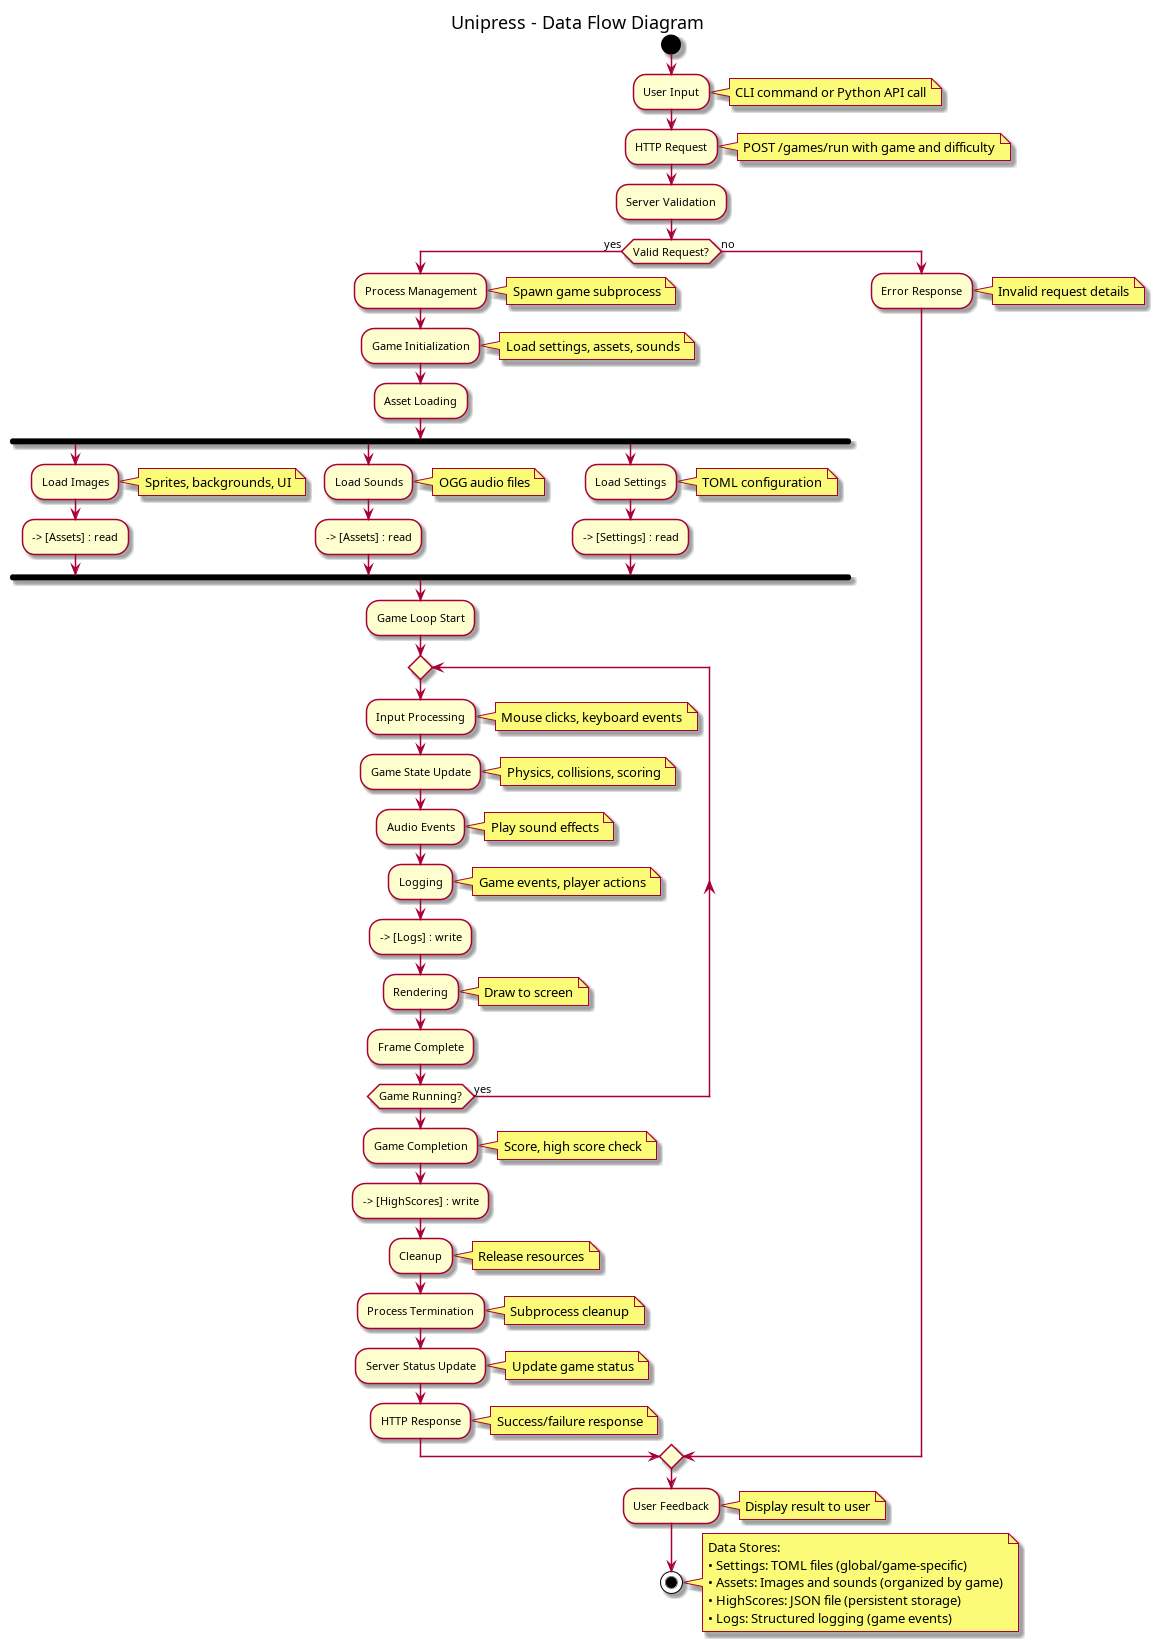 Unipress - Data Flow Diagram
User Input
CLI command or Python API call
HTTP Request
POST /games/run with game and difficulty
Server Validation
yes
Valid Request?
no
Process Management
Spawn game subprocess
Error Response
Invalid request details
Game Initialization
Load settings, assets, sounds
Asset Loading
Load Images
Sprites, backgrounds, UI
Load Sounds
OGG audio files
Load Settings
TOML configuration
-> [Assets] : read
-> [Assets] : read
-> [Settings] : read
Game Loop Start
Input Processing
Mouse clicks, keyboard events
Game State Update
Physics, collisions, scoring
Audio Events
Play sound effects
Logging
Game events, player actions
-> [Logs] : write
Rendering
Draw to screen
Frame Complete
Game Running?
yes
Game Completion
Score, high score check
-> [HighScores] : write
Cleanup
Release resources
Process Termination
Subprocess cleanup
Server Status Update
Update game status
HTTP Response
Success/failure response
User Feedback
Display result to user
Data Stores:
• Settings: TOML files (global/game-specific)
• Assets: Images and sounds (organized by game)
• HighScores: JSON file (persistent storage)
• Logs: Structured logging (game events)